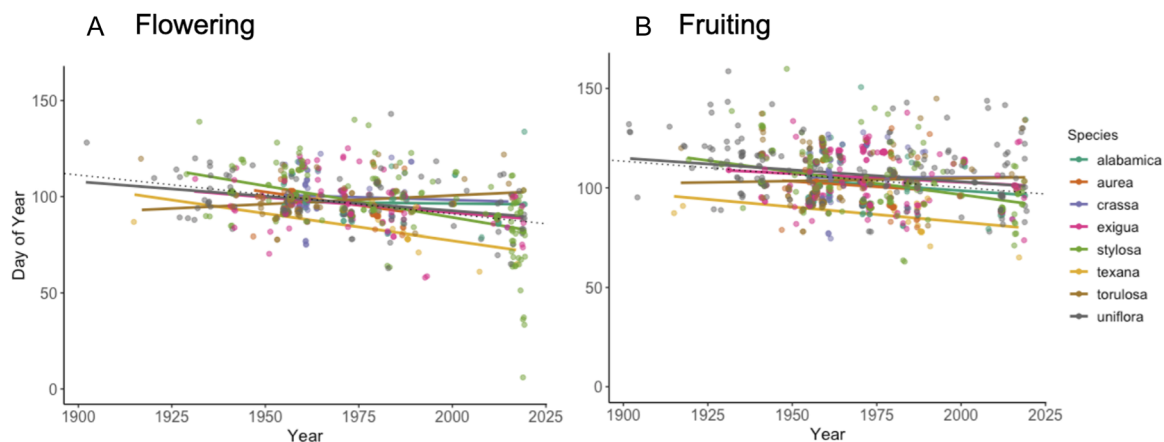 A Flowering
150
100
50
0
Day of Year
1900 1925 1950 1975 2000 2025
Year
B Fruiting
150
100
50
0
1900 1925 1950 1975 2000 2025
Year
Species
alabamica
aurea
crassa
exigua
stylosa
texana
torulosa
uniflora